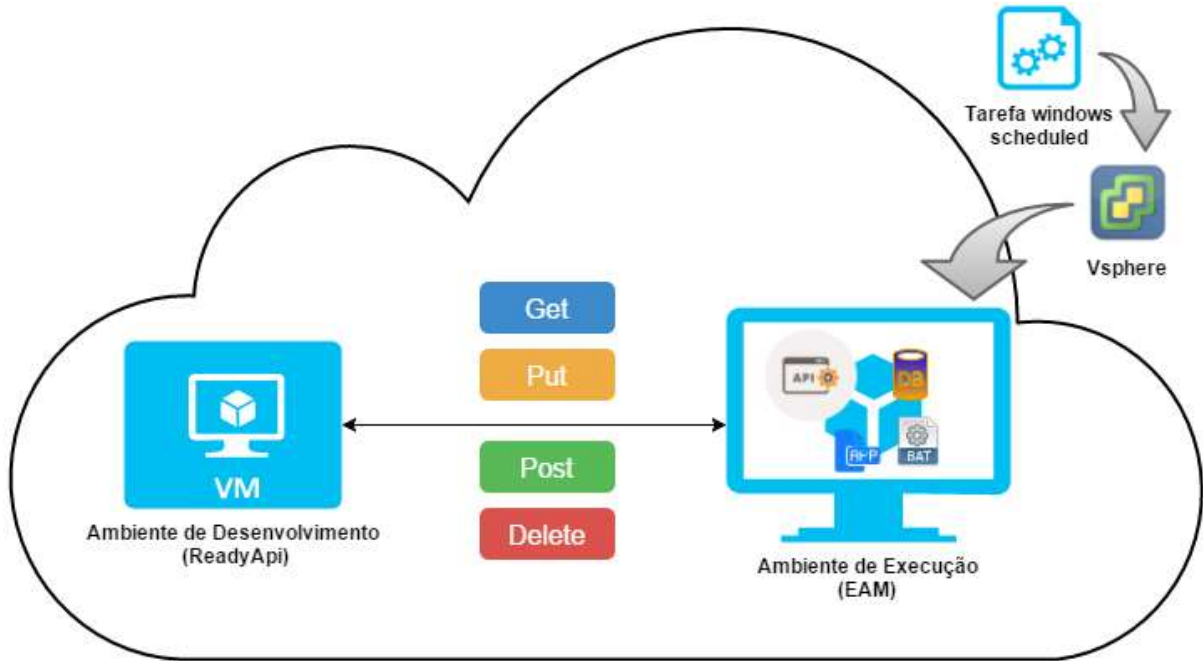 Tarefa windows
scheduled
Vsphere
Get
Put
Post
Delete
VM
Ambiente de Desenvolvimento
(ReadyApi)
API
DB
BAT
Ambiente de Execução
(EAM)